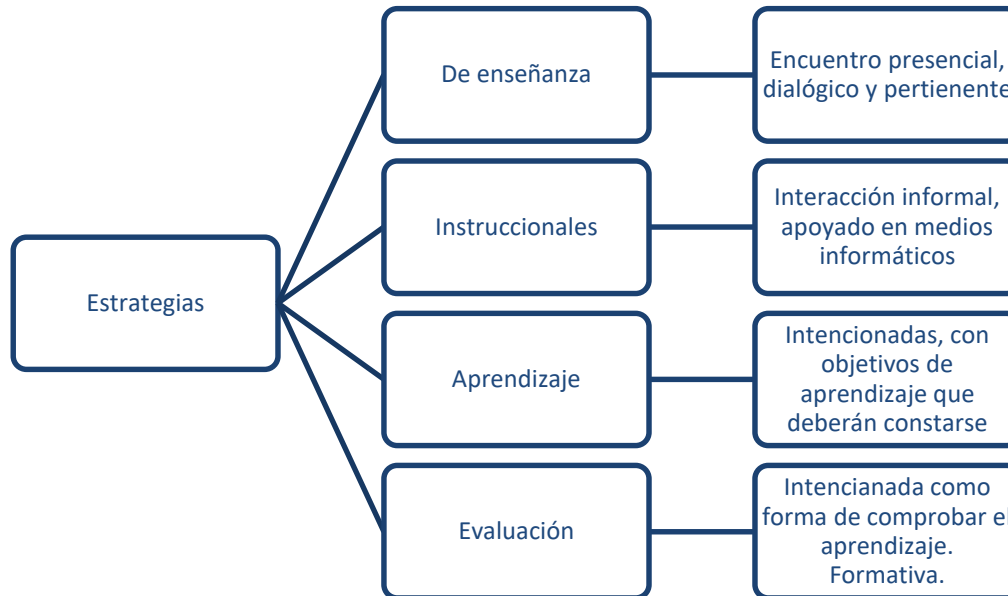 De enseñanza
Encuentro presencial,
dialógico y pertienente
Instruccionales
Interacción informal,
apoyado en medios
informáticos
Estrategias
Aprendizaje
Intencionadas, con
objetivos de
aprendizaje que
deberán constarse
Evaluación
Intencianada como
forma de comprobar el
aprendizaje.
Formativa.